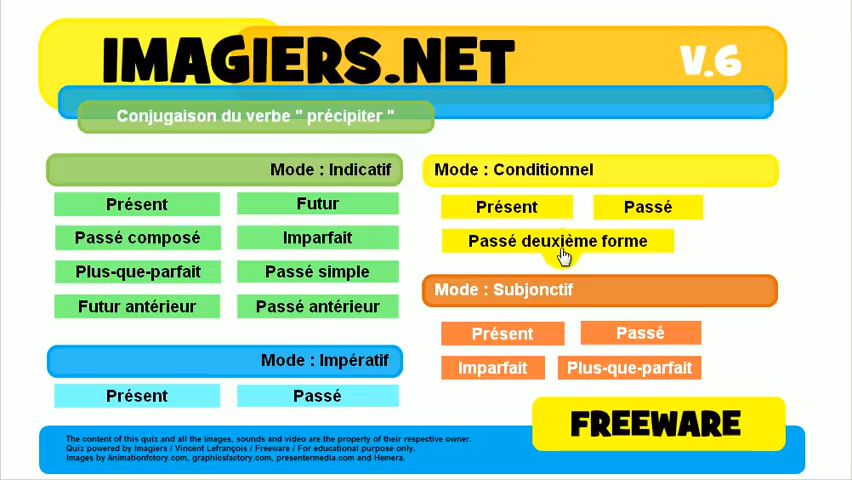 IMAGIERS.NET
V.6
Conjugaison du verbe " précipiter "
Mode : Indicatif
Présent
Futur
Passé composé
Imparfait
Plus-que-parfait
Passé simple
Futur antérieur
Passé antérieur
Mode : Impératif
Présent
Passé
Mode : Conditionnel
Présent
Passé
Passé deuxième forme
Mode : Subjonctif
Présent
Passé
Imparfait
Plus-que-parfait
FREEWARE
The content of this quiz and all the images, sounds and video are the property of their respective owner.
Quiz powered by Imagiers / Vincent Lefrançois / Freeware / For educational purpose only.
Images by Animationfctory.com, graphicsfactory.com, presentermedia.com and Hemera.